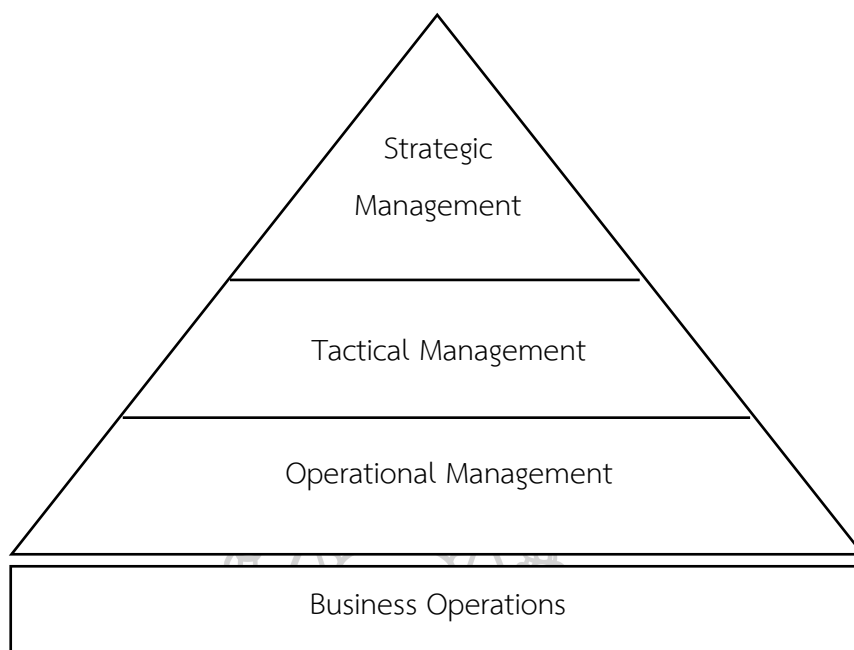 Strategic
Management
Tactical Management
Operational Management
Business Operations